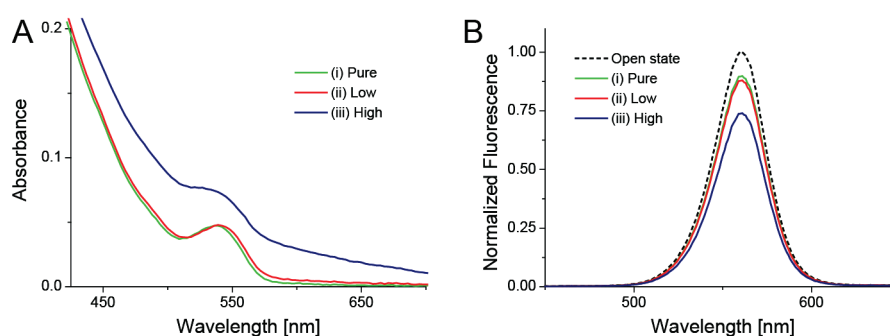 A
0.2
0.1
0.0
Absorbance
(i) Pure
(ii) Low
(iii) High
450
550
650
Wavelength [nm]
B
1.00
0.75
0.50
0.25
0.00
Normalized Fluorescence
Open state
(i) Pure
(ii) Low
(iii) High
500
600
Wavelength [nm]